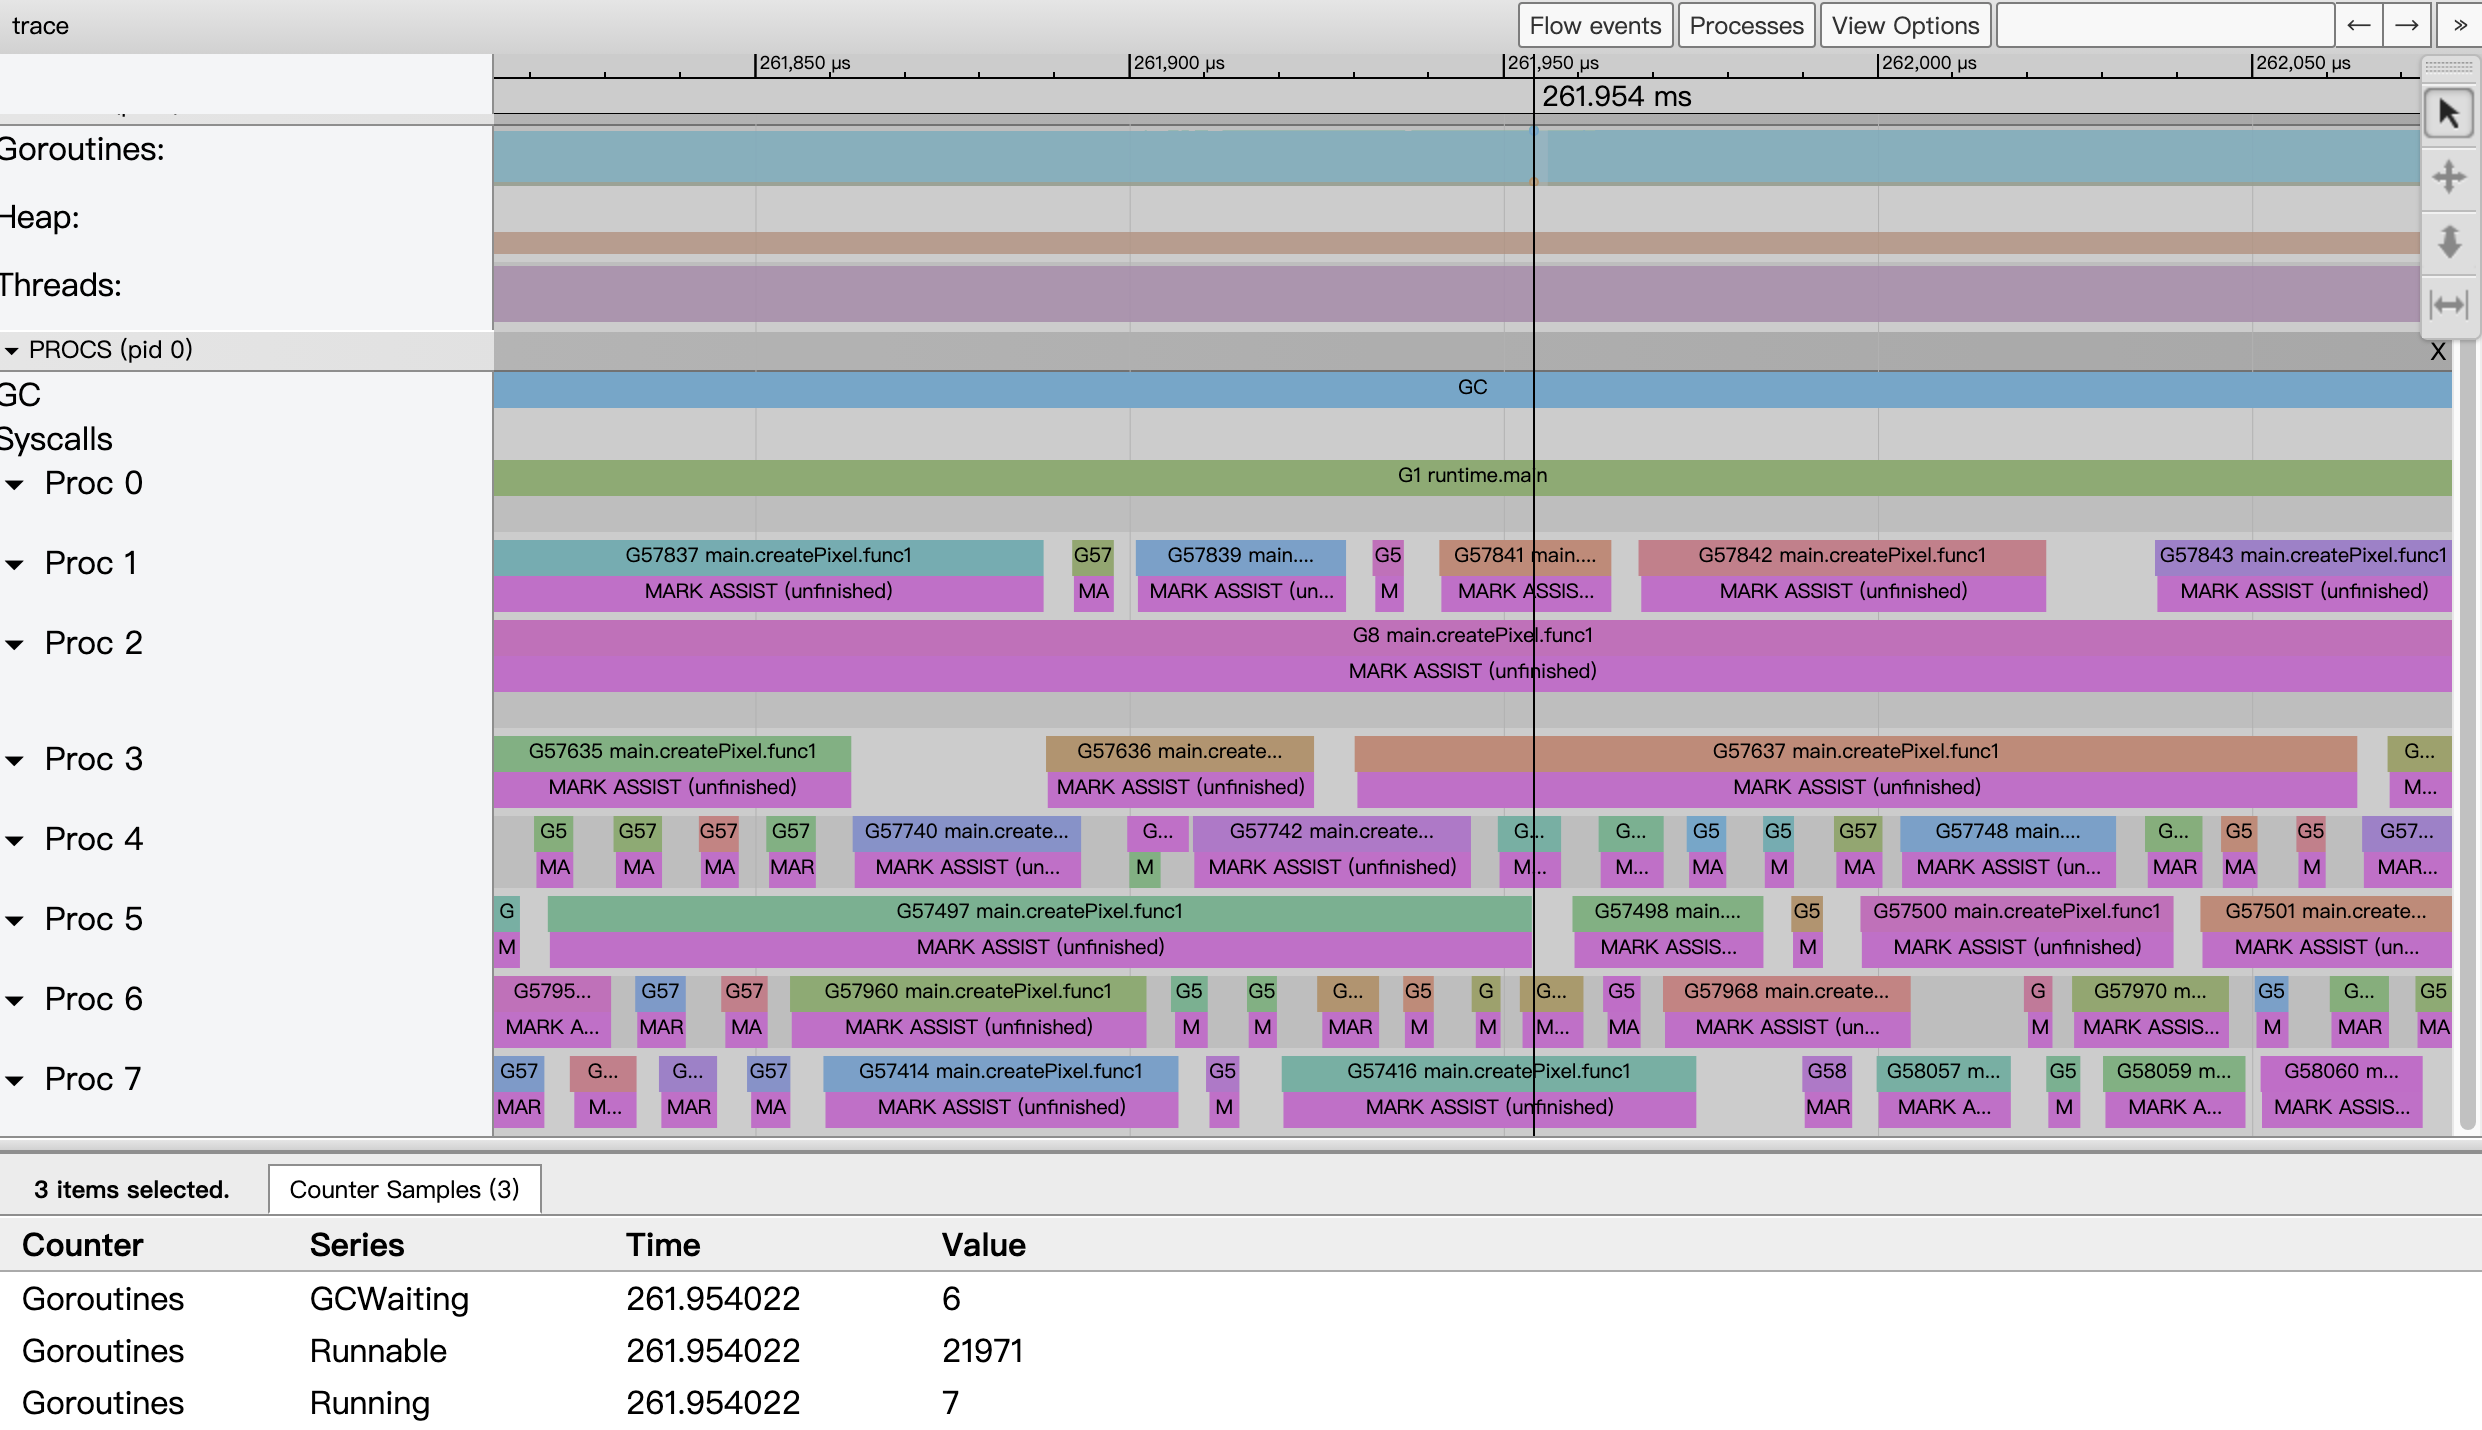 trace
Flow events Processes View Options ← → »
261,850 µs 261,900 µs 261,950 µs 262,000 µs 262,050 µs
261.954 ms
Goroutines:
Heap:
Threads:
PROCS (pid 0) X
GC GC
Syscalls
Proc 0 G1 runtime.main
Proc 1 G57837 main.createPixel.func1 G57 G57839 main.... G5 G57841 main.... G57842 main.createPixel.func1 G57843 main.createPixel.func1
MARK ASSIST (unfinished) MA MARK ASSIST (un... M MARK ASSIS... MARK ASSIST (unfinished) MARK ASSIST (unfinished)
Proc 2 G8 main.createPixel.func1
MARK ASSIST (unfinished)
Proc 3 G57635 main.createPixel.func1 G57636 main.create... G57637 main.createPixel.func1 G...
MARK ASSIST (unfinished) MARK ASSIST (unfinished) MARK ASSIST (unfinished) M...
Proc 4 G5 G57 G57 G57 G57740 main.create... G... G57742 main.create... G... G... G5 G5 G57 G57748 main.... G... G5 G5 G57...
MA MA MA MAR MARK ASSIST (un... M MARK ASSIST (unfinished) M... M... MA M MA MARK ASSIST (un... MAR MA M MAR...
Proc 5 G G57497 main.createPixel.func1 G57498 main.... G5 G57500 main.createPixel.func1 G57501 main.create...
M MARK ASSIST (unfinished) MARK ASSIS... M MARK ASSIST (unfinished) MARK ASSIST (un...
Proc 6 G5795... G57 G57 G57960 main.createPixel.func1 G5 G5 G... G5 G G... G5 G57968 main.create... G G57970 m... G5 G... G5
MARK A... MAR MA MARK ASSIST (unfinished) M M MAR M M M... MA MARK ASSIST (un... M MARK ASSIS... M MAR MA
Proc 7 G57 G... G... G57 G57414 main.createPixel.func1 G5 G57416 main.createPixel.func1 G58 G58057 m... G5 G58059 m... G58060 m...
MAR M... MAR MA MARK ASSIST (unfinished) M MARK ASSIST (unfinished) MAR MARK A... M MARK A... MARK ASSIS...
3 items selected. Counter Samples (3)
Counter Series Time Value
Goroutines GCWaiting 261.954022 6
Goroutines Runnable 261.954022 21971
Goroutines Running 261.954022 7